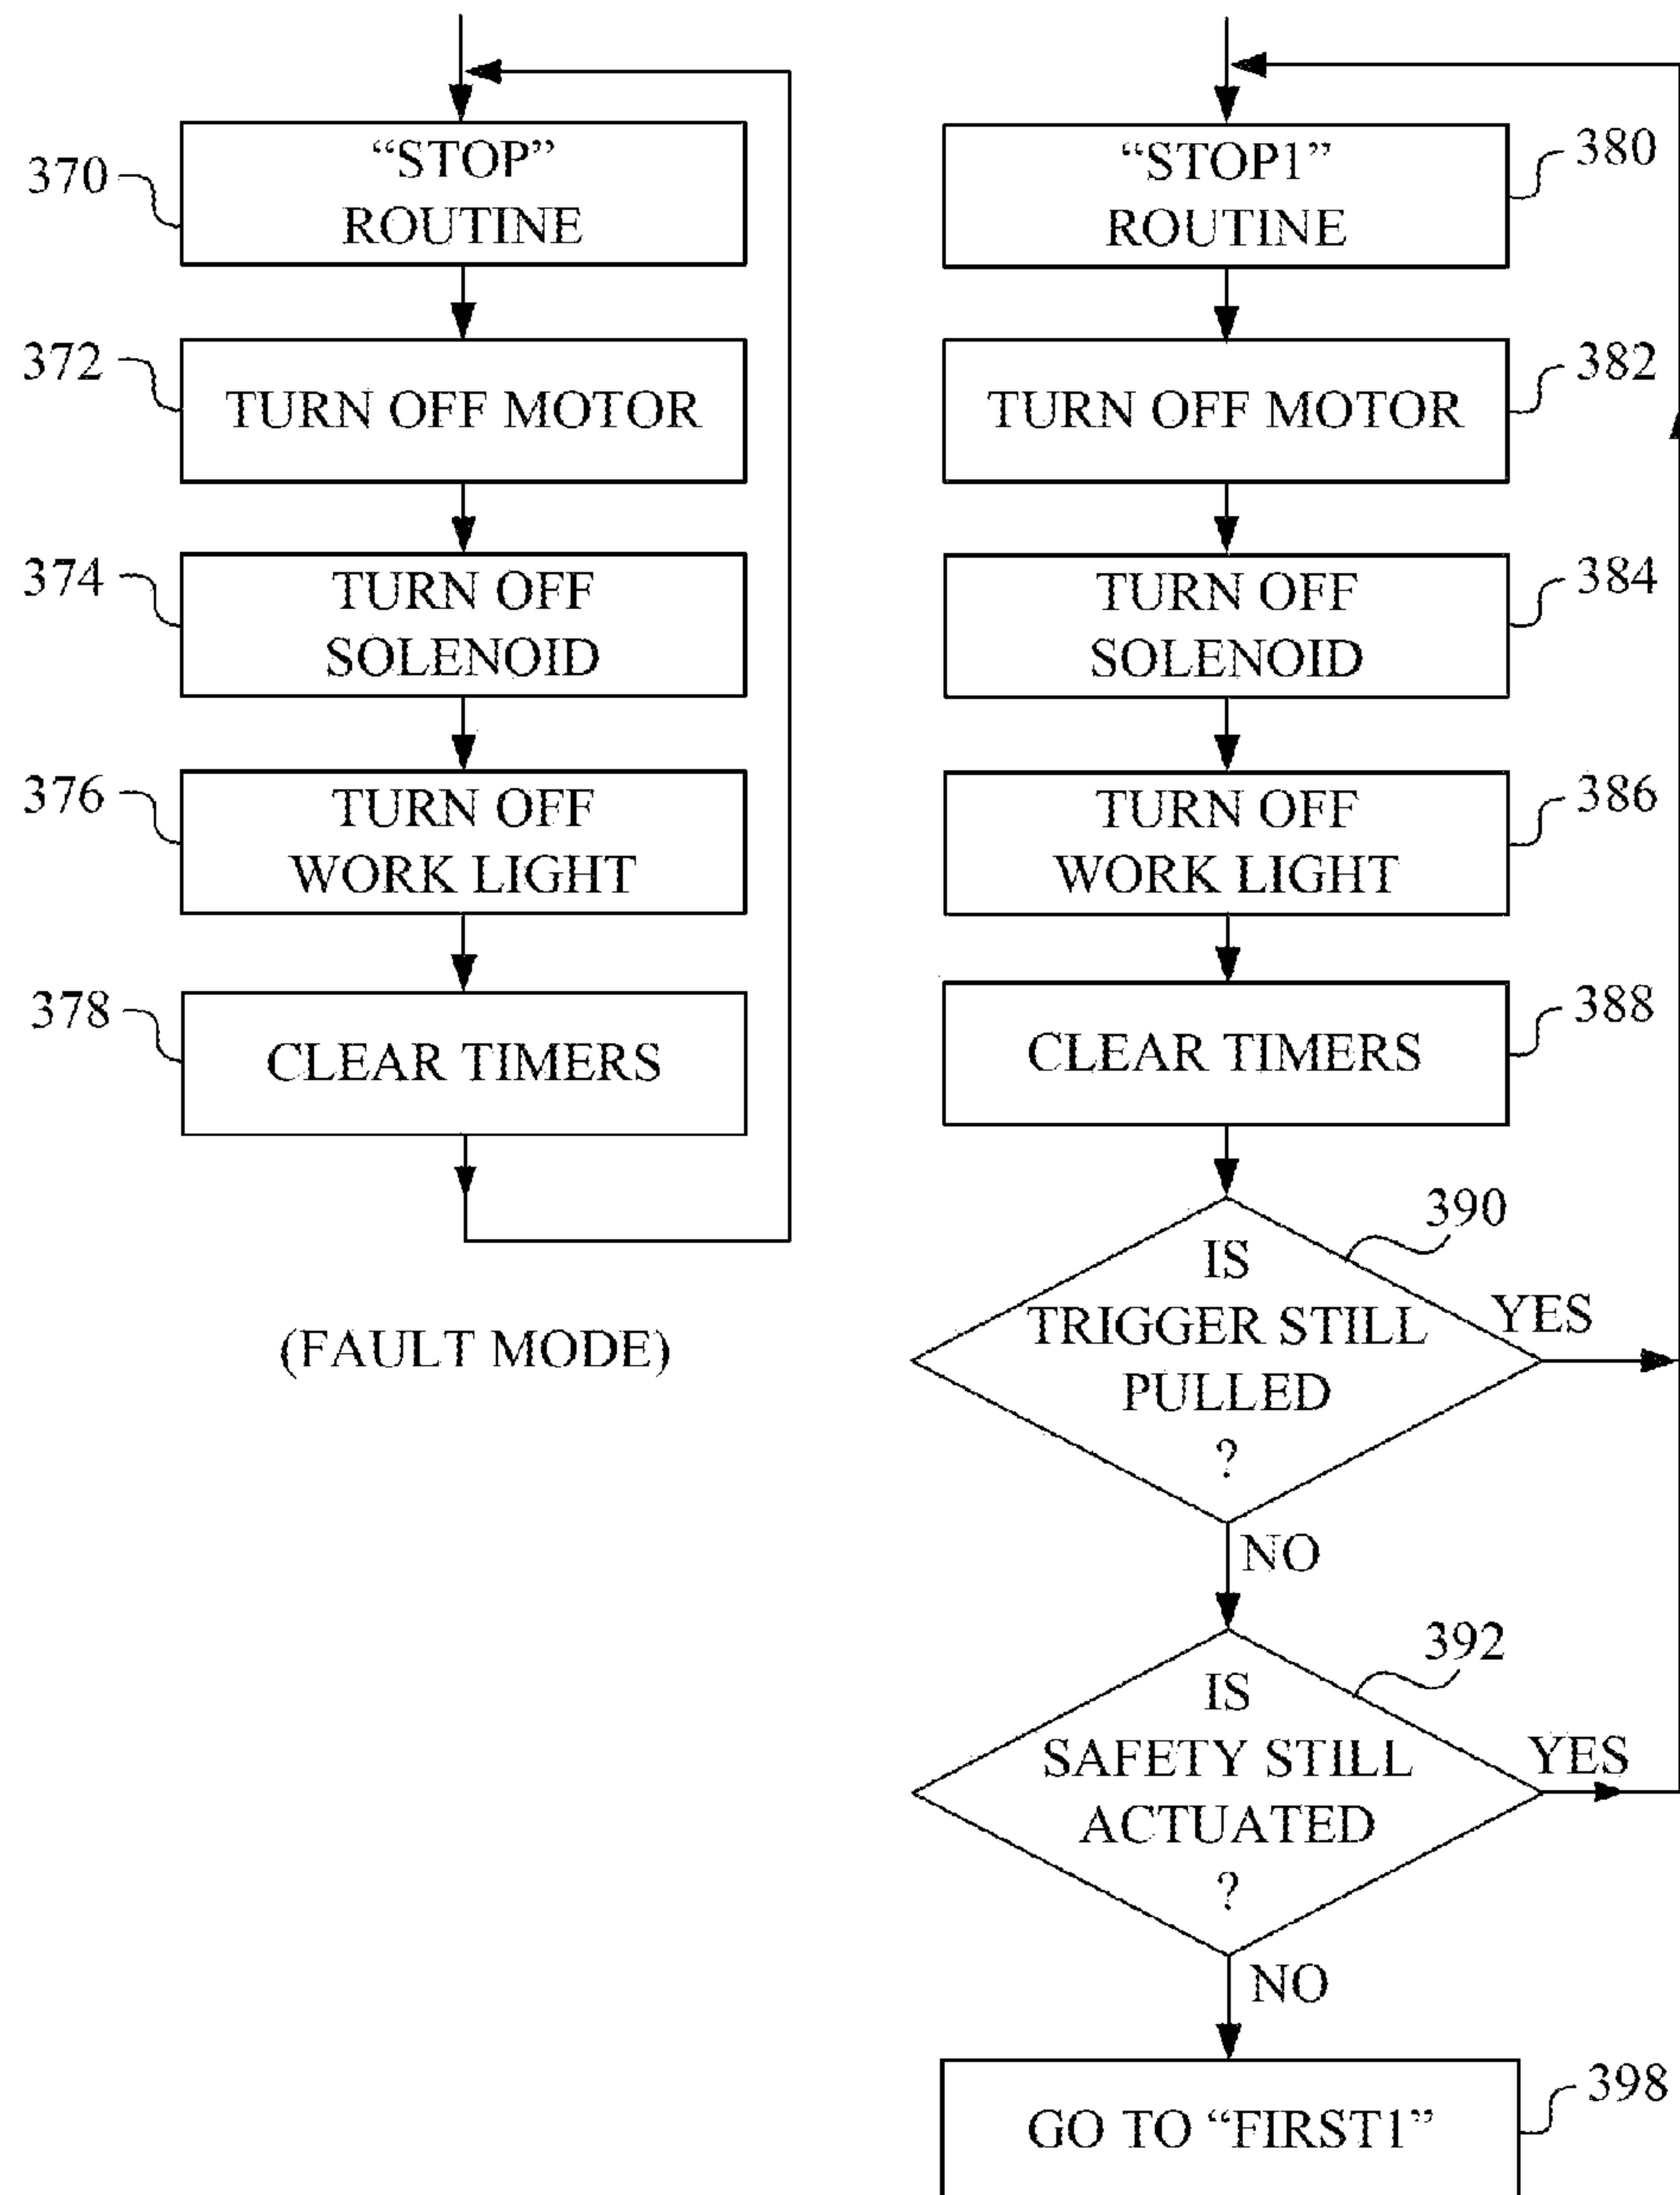 370
“STOP”
ROUTINE
372
TURN OFF MOTOR
374
TURN OFF
SOLENOID
376
TURN OFF
WORK LIGHT
378
CLEAR TIMERS
(FAULT MODE)
“STOP1”
ROUTINE
380
TURN OFF MOTOR
382
TURN OFF
SOLENOID
384
TURN OFF
WORK LIGHT
386
CLEAR TIMERS
388
390
IS
TRIGGER STILL
PULLED
?
YES
NO
392
IS
SAFETY STILL
ACTUATED
?
YES
NO
GO TO “FIRST1”
398